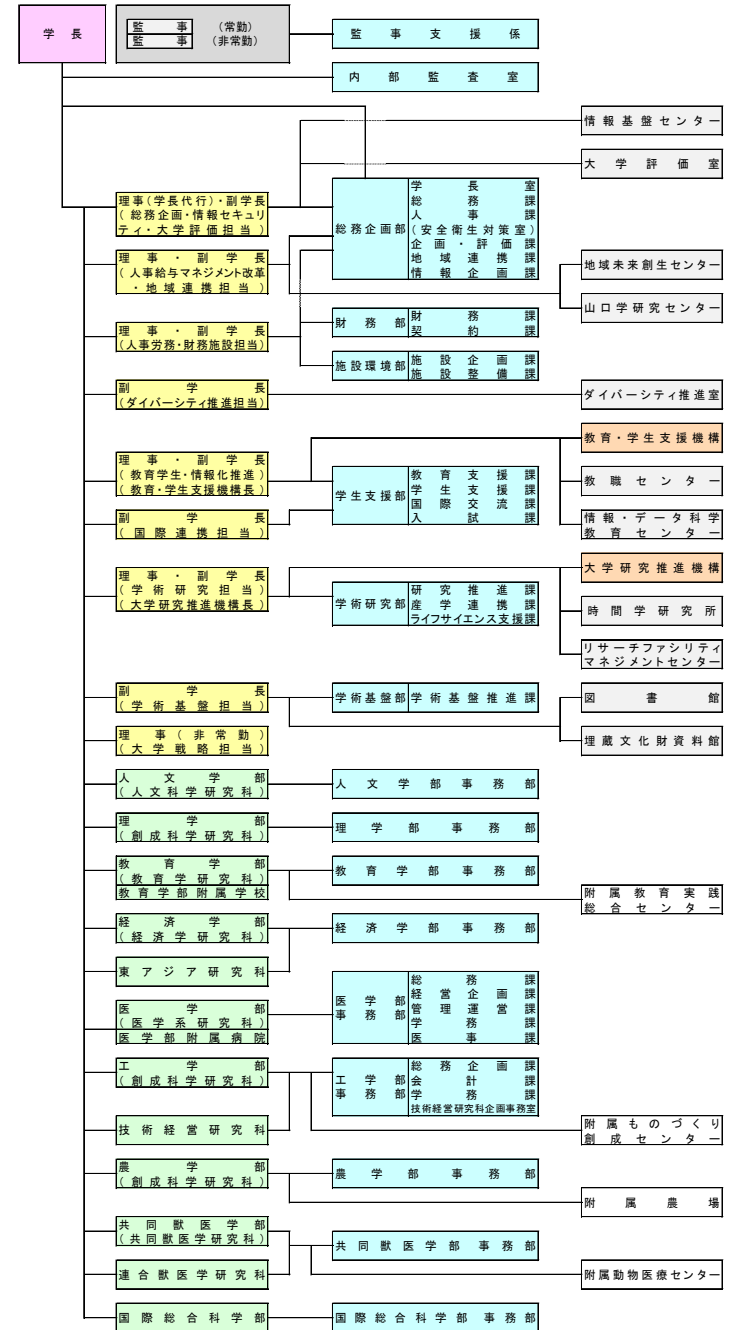 学長
監事 (常勤)
監事 (非常勤)
監事支援係
内部監査室
情報基盤センター
大学評価室
理事(学長代行)・副学長
(総務企画・情報セキュリ
ティ・大学評価担当)
総務企画部
学長室
総務課
人事課
(安全衛生対策室)
企画・評価課
地域連携課
情報企画課
理事・副学長
(人事給与マネジメント改革
・地域連携担当)
地域未来創生センター
山口学研究センター
理事・副学長
(人事労務・財務施設担当)
財務部
財務課
契約課
施設環境部
施設企画課
施設整備課
副学長
(ダイバーシティ推進担当)
ダイバーシティ推進室
理事・副学長
(教育学生・情報化推進)
(教育・学生支援機構長)
学生支援部
教育支援課
学生支援課
国際交流課
入試課
教育・学生支援機構
教職センター
情報・データ科学
教育センター
副学長
(国際連携担当)
理事・副学長
(学術研究担当)
(大学研究推進機構長)
学術研究部
研究推進課
産学連携課
ライフサイエンス支援課
大学研究推進機構
時間学研究所
リサーチファシリティ
マネジメントセンター
副学長
(学術基盤担当)
学術基盤部
学術基盤推進課
図書館
埋蔵文化財資料館
理事(非常勤)
(大学戦略担当)
人文学部
(人文科学研究科)
人文学部事務部
理学部
(創成科学研究科)
理学部事務部
教育学部
(教育学研究科)
教育学部附属学校
教育学部事務部
附属教育実践
総合センター
経済学部
(経済学研究科)
経済学部事務部
東アジア研究科
医学部
(医学系研究科)
医学部附属病院
医学部
事務部
総務課
経営企画課
管理運営課
学務課
医事課
工学部
(創成科学研究科)
工学部
事務部
総務企画課
会計課
学務課
技術経営研究科企画事務室
技術経営研究科
附属ものづくり
創成センター
農学部
(創成科学研究科)
農学部事務部
附属農場
共同獣医学部
(共同獣医学研究科)
共同獣医学部事務部
連合獣医学研究科
附属動物医療センター
国際総合科学部
国際総合科学部事務部